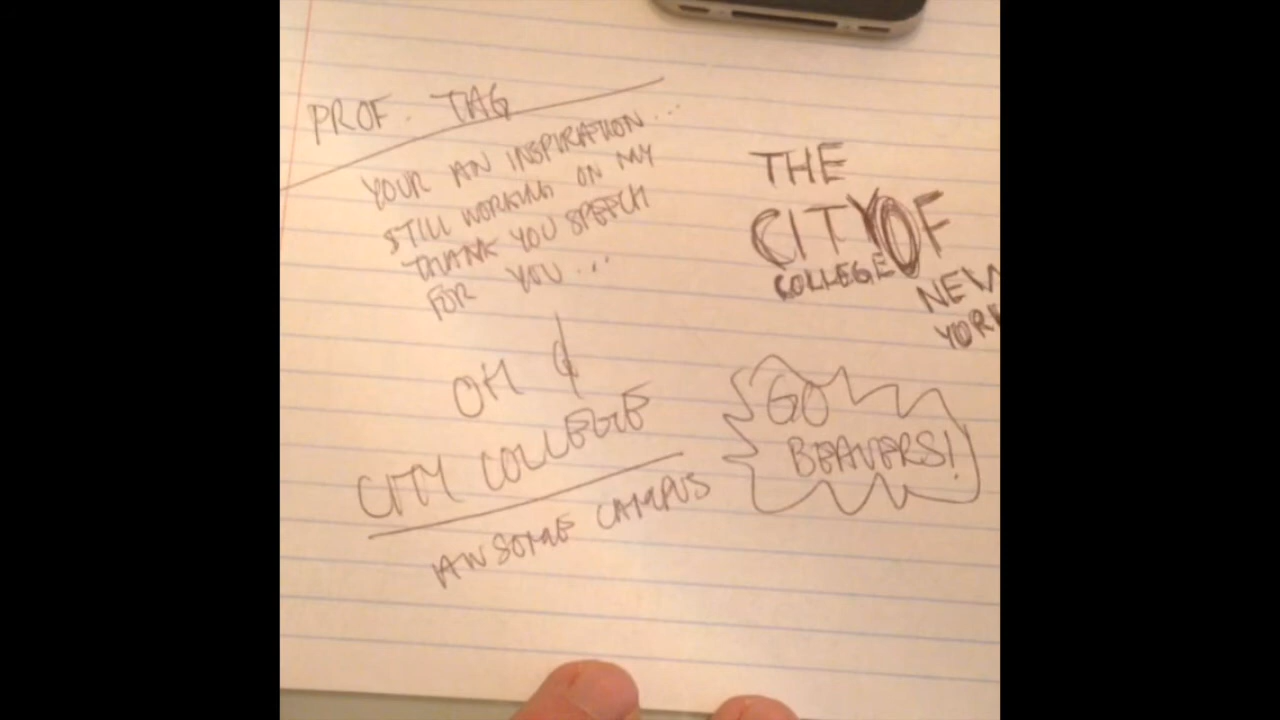 PROF. TAG
YOUR AN INSPIRATION...
STILL WORKING ON MY
THANK YOU SPEECH
FOR YOU...
OH &
CITY COLLEGE
AWSOME CAMPUS
THE
CITY OF
COLLEGE
NEW
YORK
GO
BEAVERS!